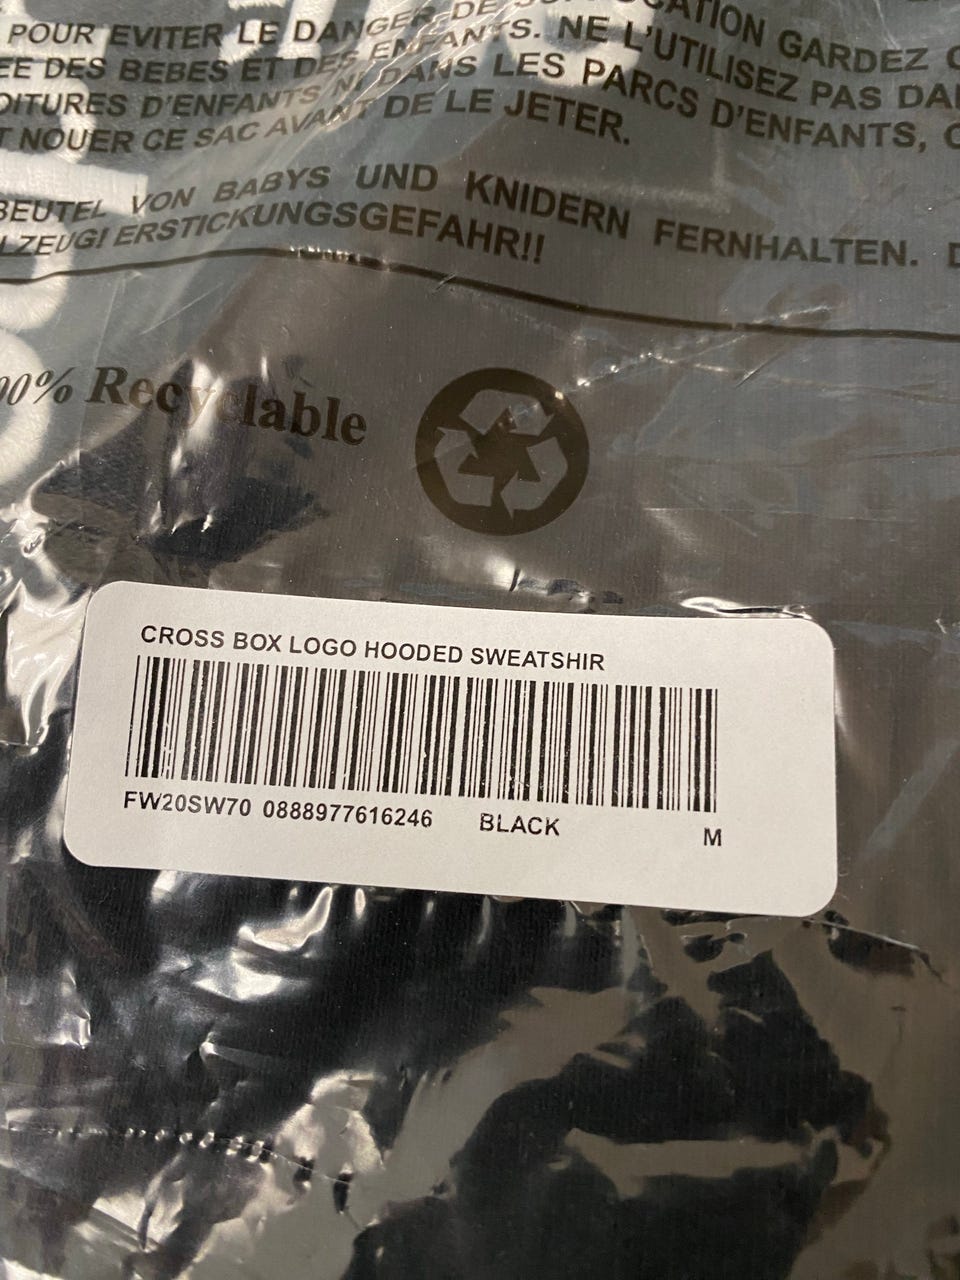 POUR EVITER LE DANGER DE SUFFOCATION GARDEZ
EE DES BEBES ET DES ENFANTS. NE L'UTILISEZ PAS DA
OITURES D'ENFANTS NI DANS LES PARCS D'ENFANTS,
T NOUER CE SAC AVANT DE LE JETER.
BEUTEL VON BABYS UND KNIDERN FERNHALTEN. D
LZEUG! ERSTICKUNGSGEFAHR!!
00% Recyclable
CROSS BOX LOGO HOODED SWEATSHIR
FW20SW70 0888977616246 BLACK M